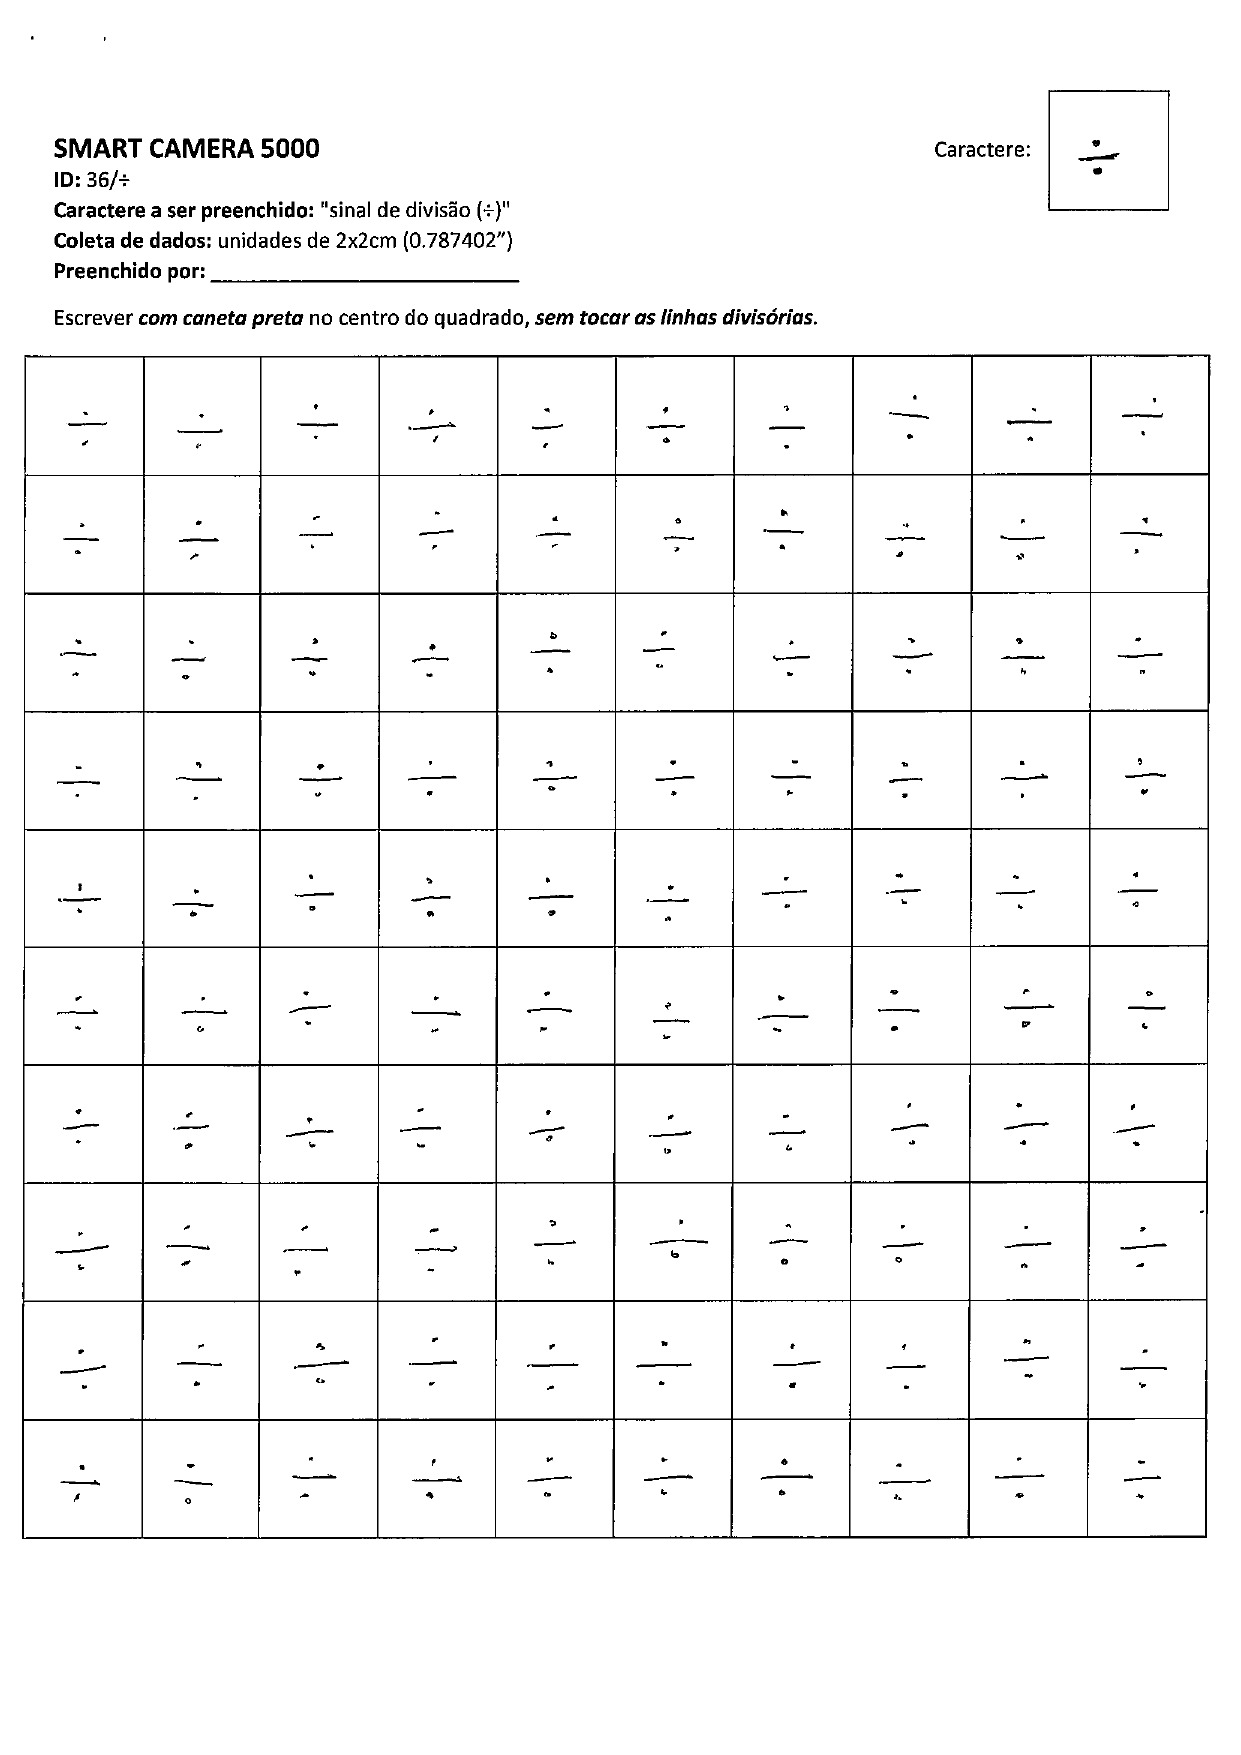 SMART CAMERA 5000
ID: 36/÷
Caractere a ser preenchido: "sinal de divisão (÷)"
Coleta de dados: unidades de 2x2cm (0.787402”)
Preenchido por: ____________________________
Caractere: ÷
Escrever com caneta preta no centro do quadrado, sem tocar as linhas divisórias.
÷ ÷ ÷ ÷ ÷ ÷ ÷ ÷ ÷ ÷
÷ ÷ ÷ ÷ ÷ ÷ ÷ ÷ ÷ ÷
÷ ÷ ÷ ÷ ÷ ÷ ÷ ÷ ÷ ÷
÷ ÷ ÷ ÷ ÷ ÷ ÷ ÷ ÷ ÷
÷ ÷ ÷ ÷ ÷ ÷ ÷ ÷ ÷ ÷
÷ ÷ ÷ ÷ ÷ ÷ ÷ ÷ ÷ ÷
÷ ÷ ÷ ÷ ÷ ÷ ÷ ÷ ÷ ÷
÷ ÷ ÷ ÷ ÷ ÷ ÷ ÷ ÷ ÷
÷ ÷ ÷ ÷ ÷ ÷ ÷ ÷ ÷ ÷
÷ ÷ ÷ ÷ ÷ ÷ ÷ ÷ ÷ ÷